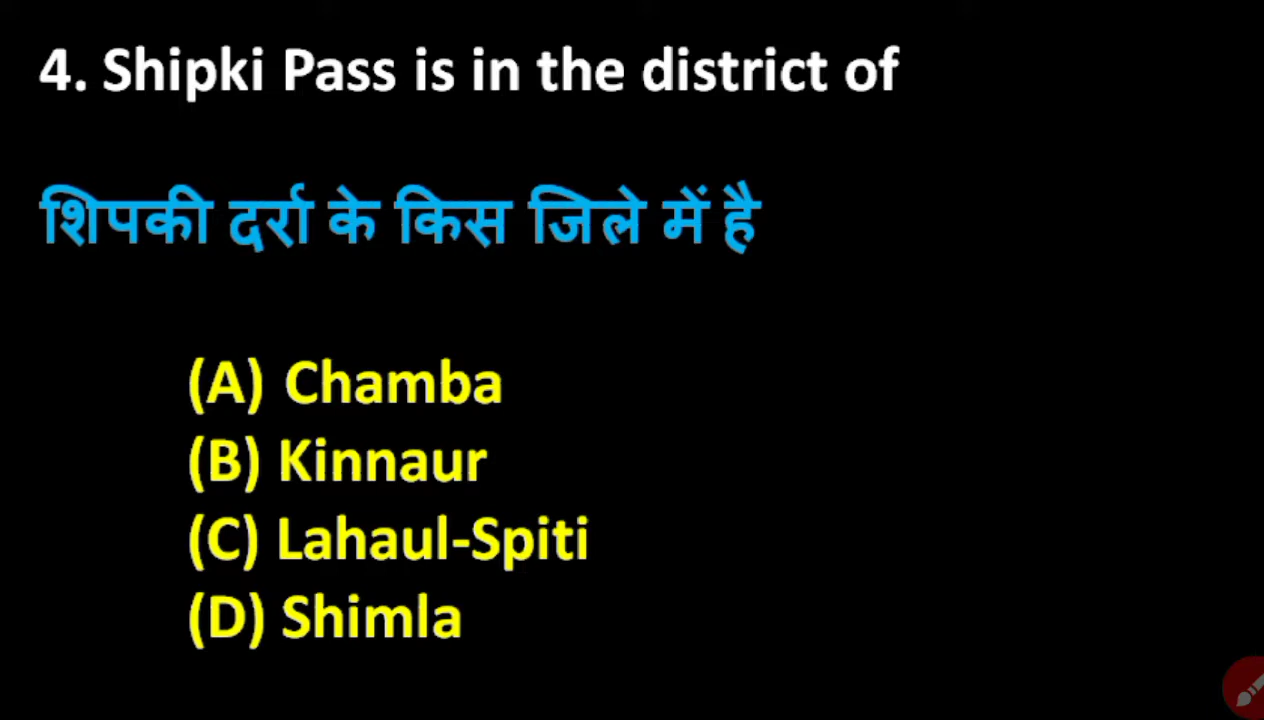 4. Shipki Pass is in the district of
शिपकी दर्रा के किस जिले में है
(A) Chamba
(B) Kinnaur
(C) Lahaul-Spiti
(D) Shimla